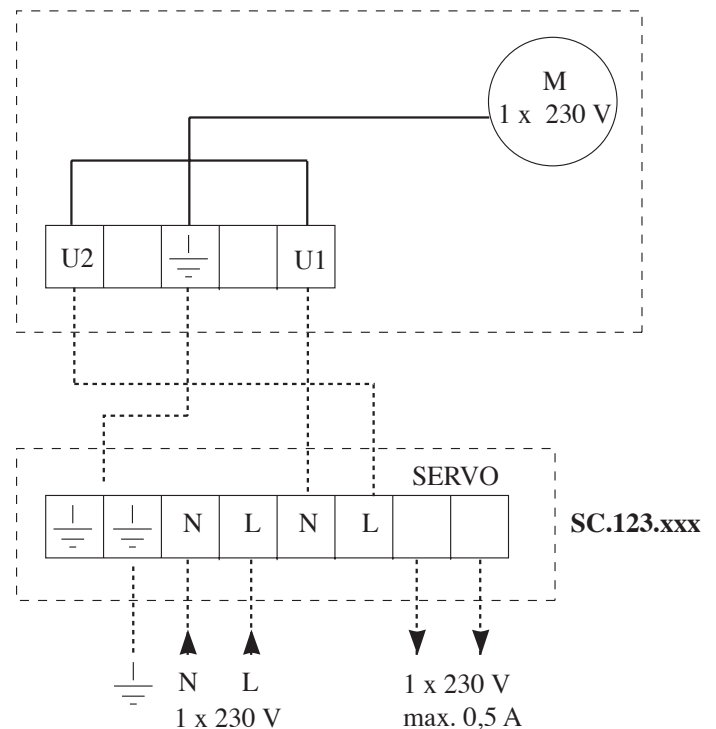 M
1 x 230 V
U2 U1
SERVO
N L N L
SC.123.xxx
N L
1 x 230 V
1 x 230 V
max. 0,5 A